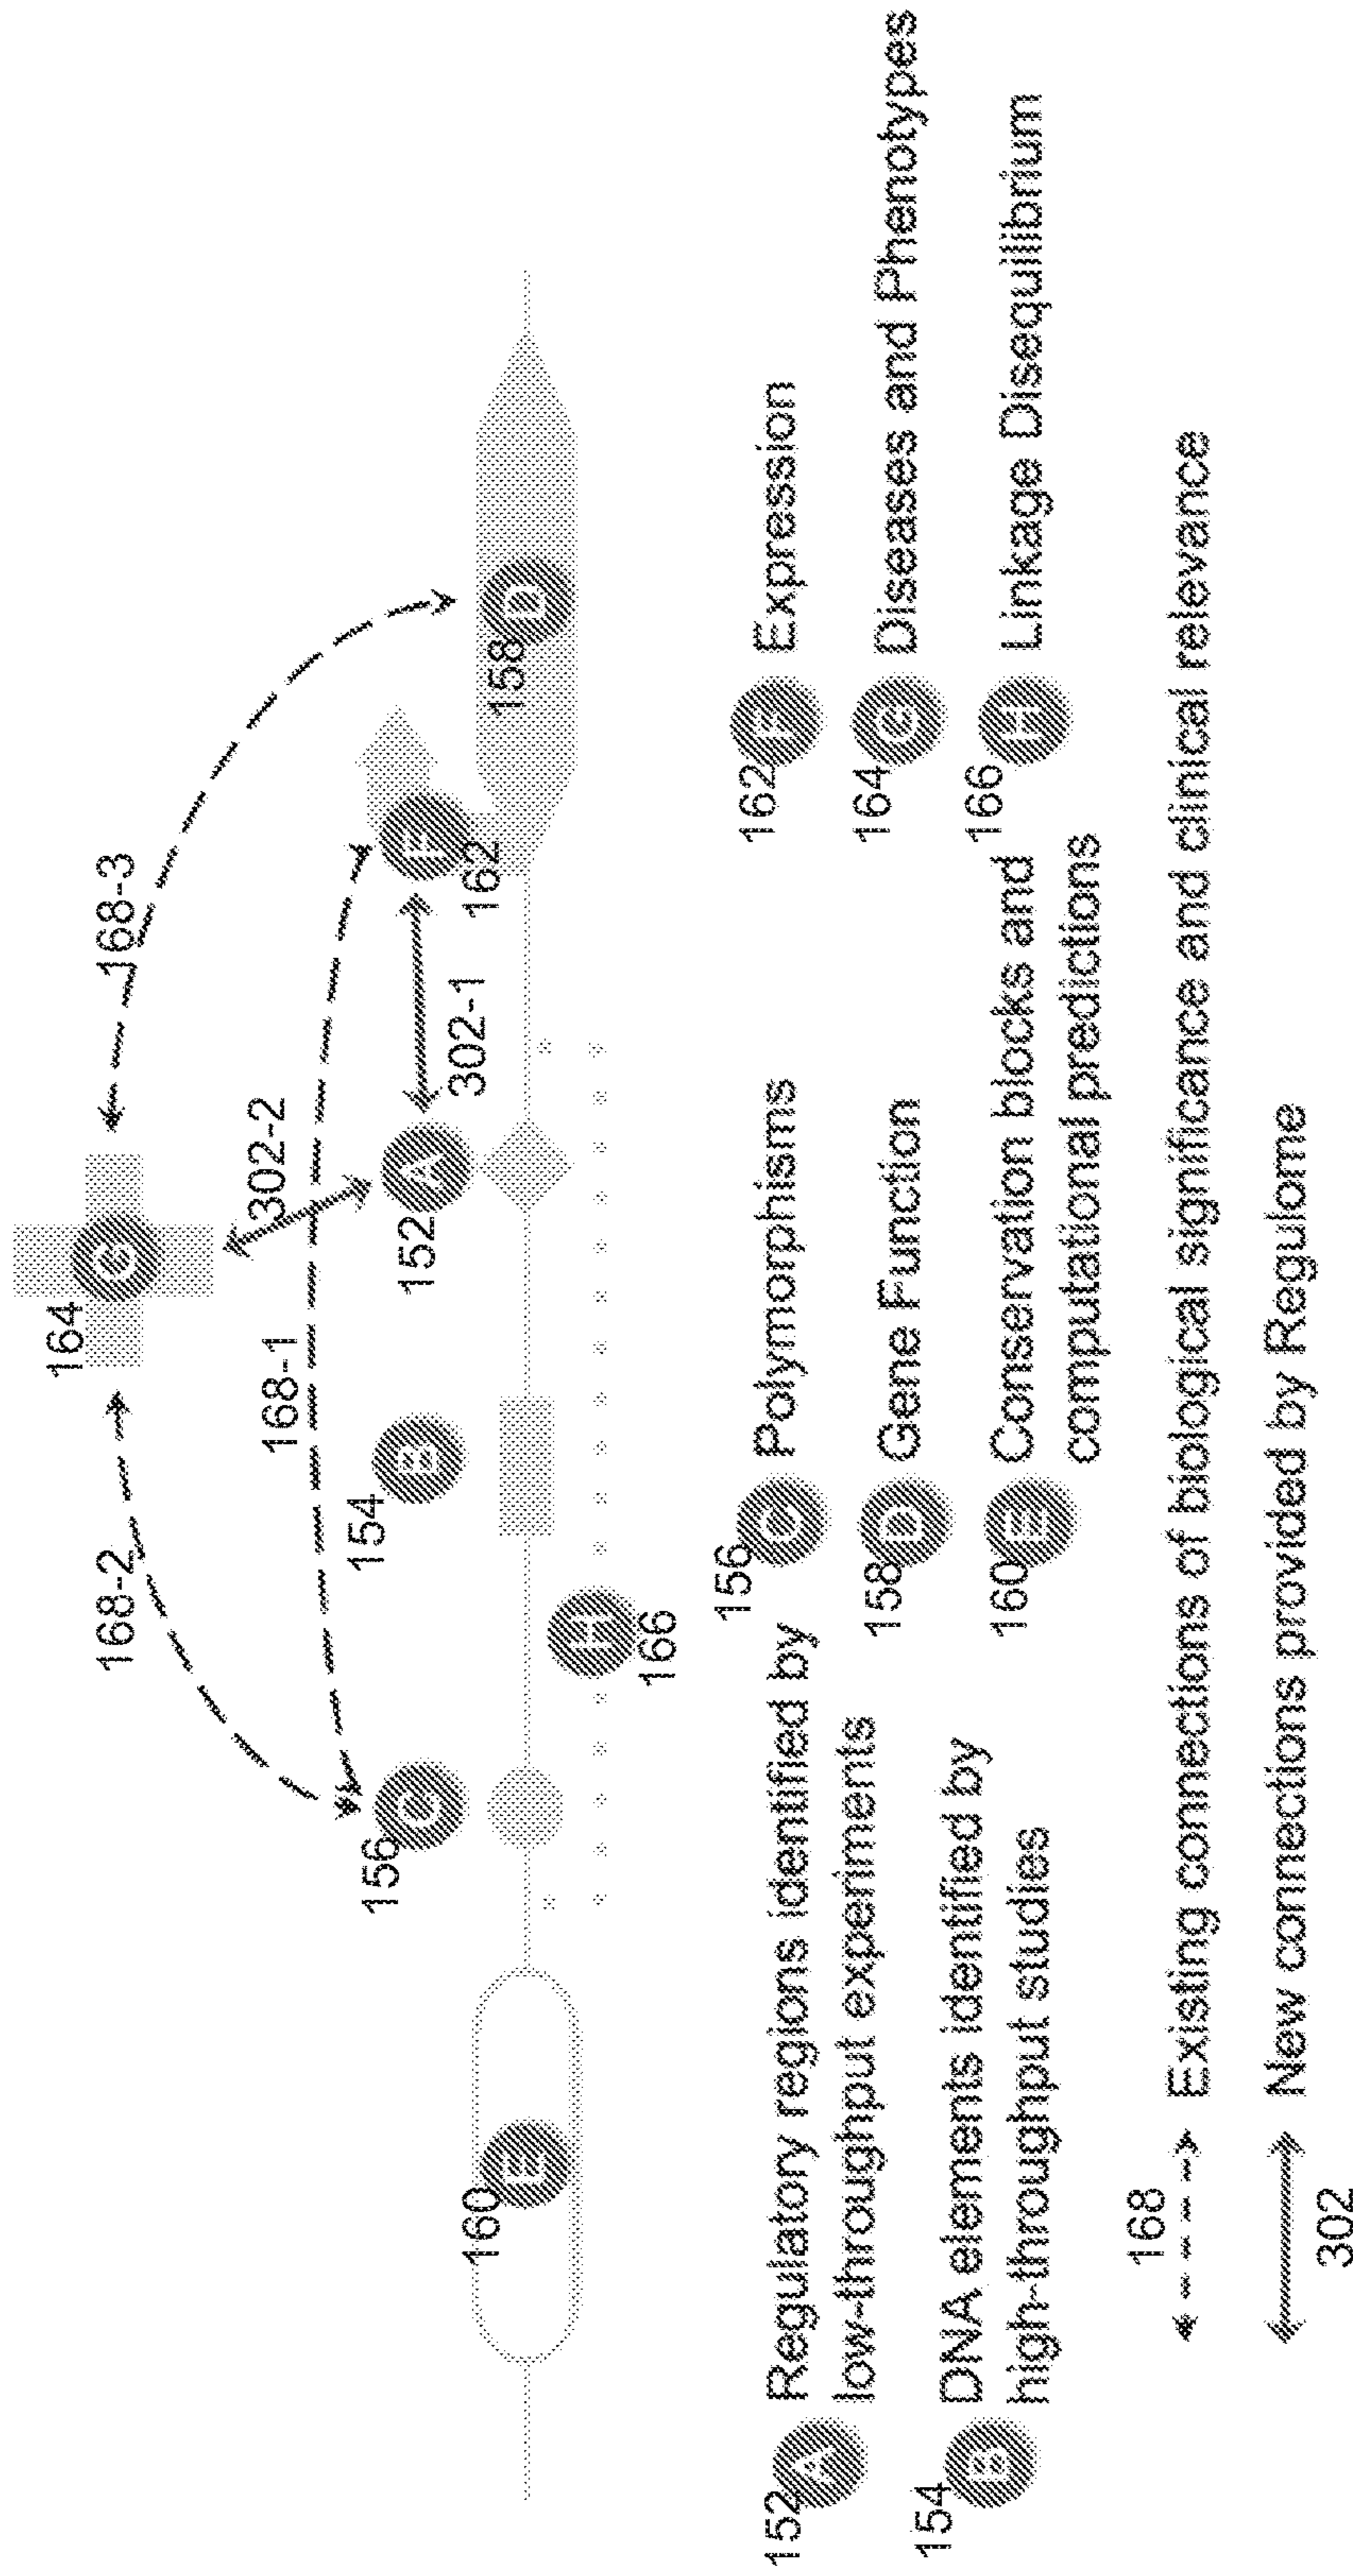 164
G
168-2
168-3
302-2
168-1
156
C
154
B
152
A
302-1
F
162
160
E
H
166
158
D
152 A Regulatory regions identified by
low-throughput experiments
154 B DNA elements identified by
high-throughput studies
156 C Polymorphisms
158 D Gene Function
160 E Conservation blocks and
computational predictions
162 F Expression
164 G Diseases and Phenotypes
166 H Linkage Disequilibrium
168 Existing connections of biological significance and clinical relevance
302 New connections provided by Regulome